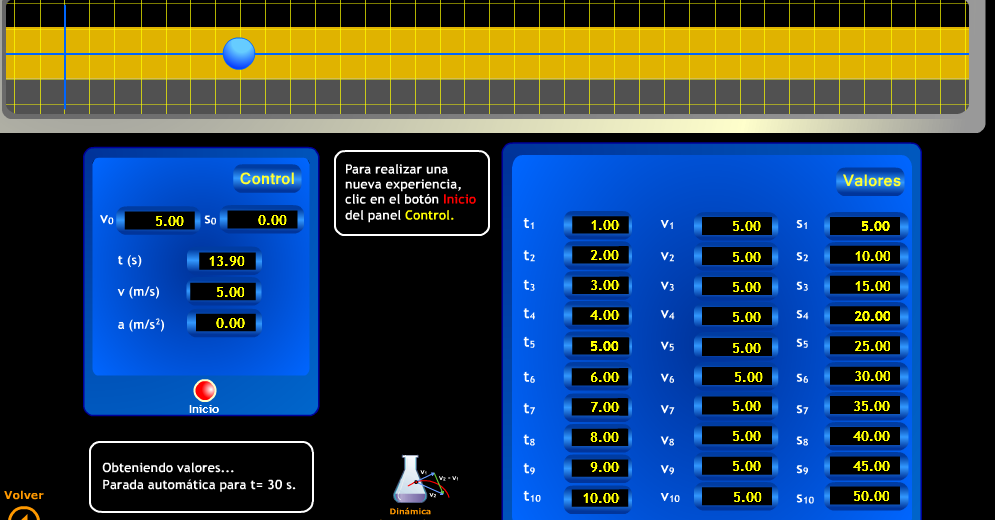 Control
v0 5.00 s0 0.00
t (s) 13.90
v (m/s) 5.00
a (m/s²) 0.00
Inicio
Para realizar una
nueva experiencia,
clic en el botón Inicio
del panel Control.
Valores
t1 1.00 v1 5.00 s1 5.00
t2 2.00 v2 5.00 s2 10.00
t3 3.00 v3 5.00 s3 15.00
t4 4.00 v4 5.00 s4 20.00
t5 5.00 v5 5.00 s5 25.00
t6 6.00 v6 5.00 s6 30.00
t7 7.00 v7 5.00 s7 35.00
t8 8.00 v8 5.00 s8 40.00
t9 9.00 v9 5.00 s9 45.00
t10 10.00 v10 5.00 s10 50.00
Obteniendo valores...
Parada automática para t= 30 s.
Volver
v1 v2 - v1
v2
Dinámica